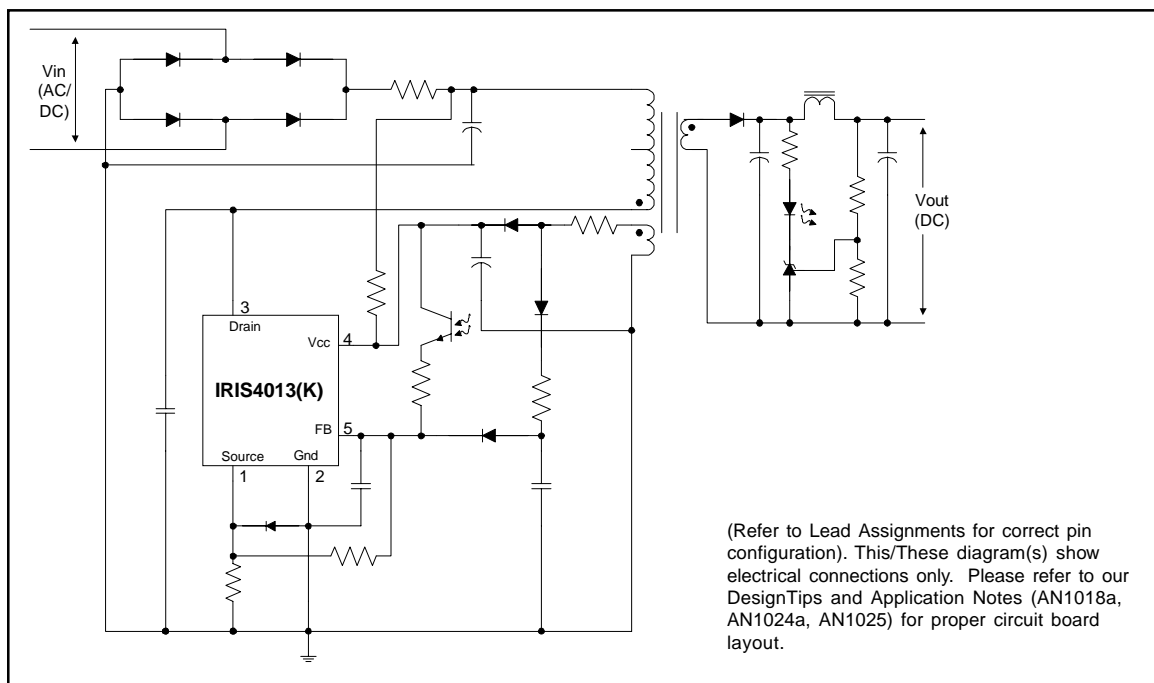 Vin
(AC/
DC)
Vout
(DC)
3
Drain
Vcc
4
IRIS4013(K)
FB
5
Source
Gnd
1
2
(Refer to Lead Assignments for correct pin
configuration). This/These diagram(s) show
electrical connections only. Please refer to our
DesignTips and Application Notes (AN1018a,
AN1024a, AN1025) for proper circuit board
layout.